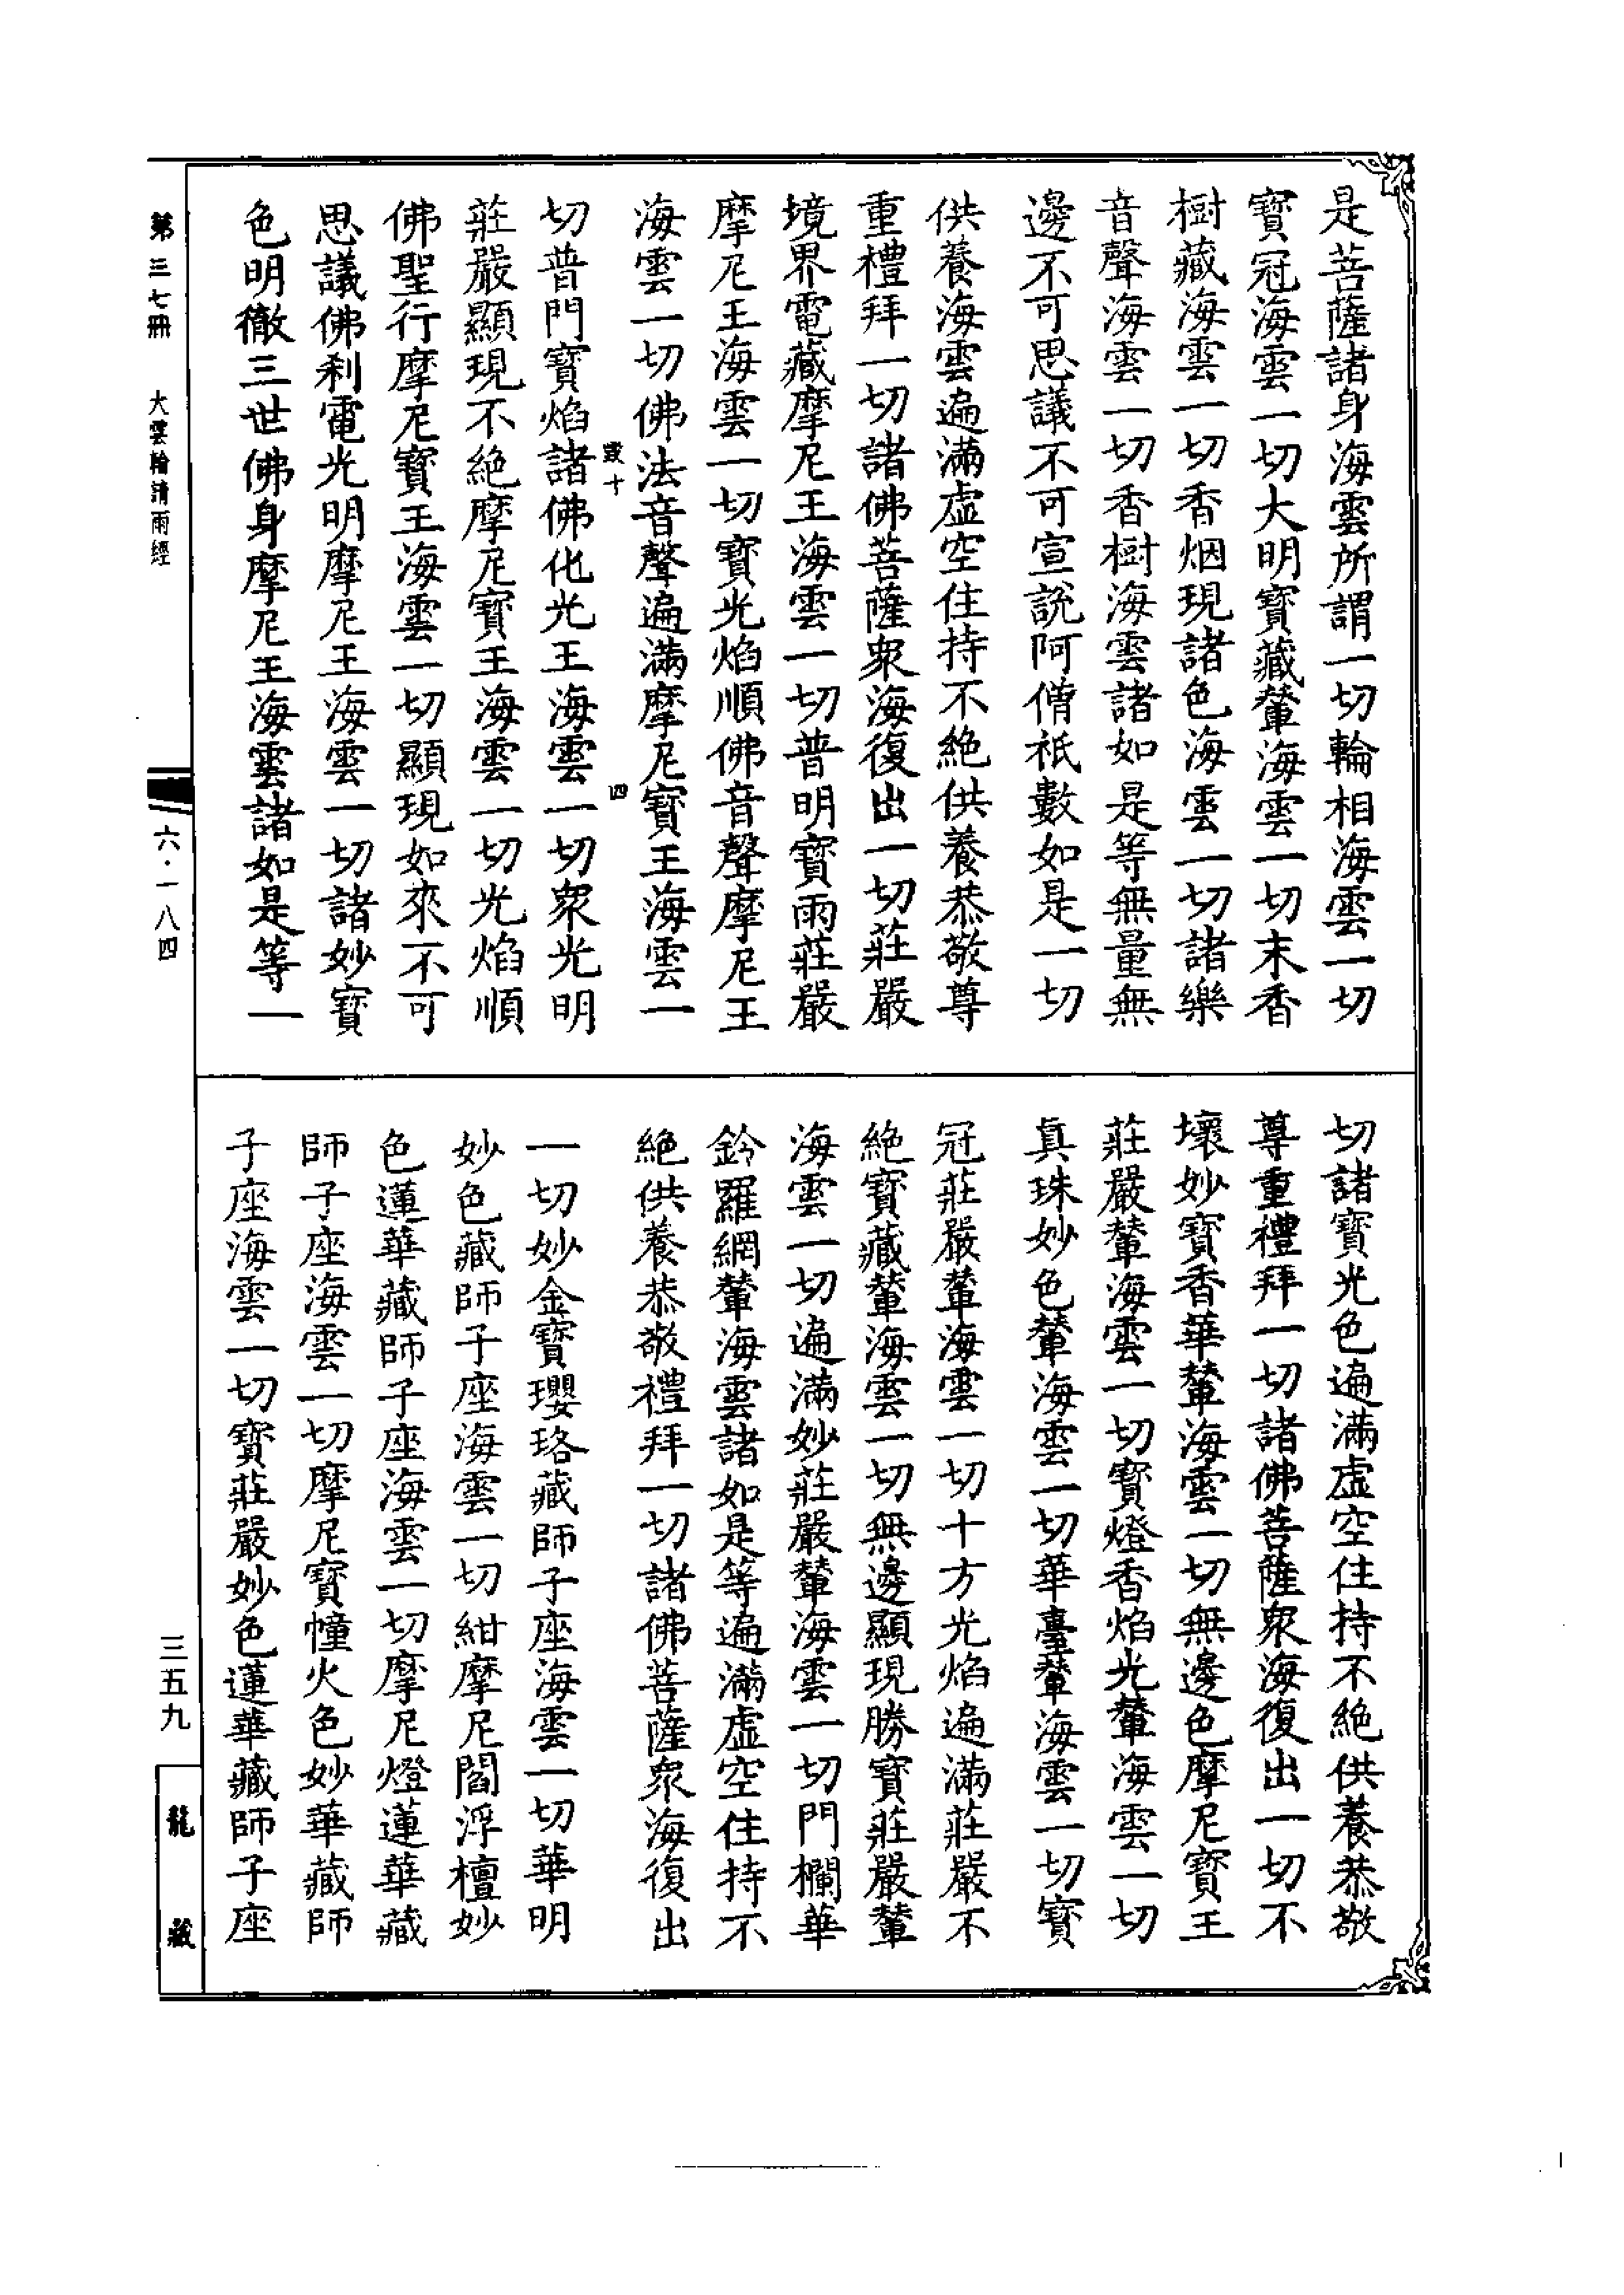 是菩薩諸身海雲所謂一切輪相海雲一切
寶冠海雲一切大明寶藏輦海雲一切末香
樹藏海雲一切香烟現諸色海雲一切諸樂
音聲海雲一切香樹海雲諸如是等無量無
邊不可思議不可宣說阿僧祇數如是一切
供養海雲遍滿虛空住持不絕供養恭敬尊
重禮拜一切諸佛菩薩衆海復出一切莊嚴
境界電藏摩尼王海雲一切普明寶雨莊嚴
摩尼王海雲一切寶光焰順佛音聲摩尼王
海雲一切佛法音聲遍滿摩尼寶王海雲一
十 四
切普門寶焰諸佛化光王海雲一切衆光明
莊嚴顯現不絕摩尼寶王海雲一切光焰順
佛聖行摩尼寶王海雲一切顯現如來不可
思議佛刹電光明摩尼王海雲一切諸妙寶
色明徹三世佛身摩尼王海雲諸如是等一
切諸寶光色遍滿虛空住持不絕供養恭敬
尊重禮拜一切諸佛菩薩衆海復出一切不
壞妙寶香華輦海雲一切無邊色摩尼寶王
莊嚴輦海雲一切寶燈香焰光輦海雲一切
真珠妙色輦海雲一切華臺輦海雲一切寶
冠莊嚴輦海雲一切十方光焰遍滿莊嚴不
絕寶藏輦海雲一切無邊顯現勝寶莊嚴輦
海雲一切遍滿妙莊嚴輦海雲一切門欄華
鈴羅網輦海雲諸如是等遍滿虛空住持不
絕供養恭敬禮拜一切諸佛菩薩衆海復出
一切妙金寶瓔珞藏師子座海雲一切華明
妙色藏師子座海雲一切紺摩尼閻浮檀妙
色蓮華藏師子座海雲一切摩尼燈蓮華藏
師子座海雲一切摩尼寶幢火色妙華藏師
子座海雲一切寶莊嚴妙色蓮華藏師子座
第三七冊 大雲輪請雨經 六·一八四 三五九 龍藏